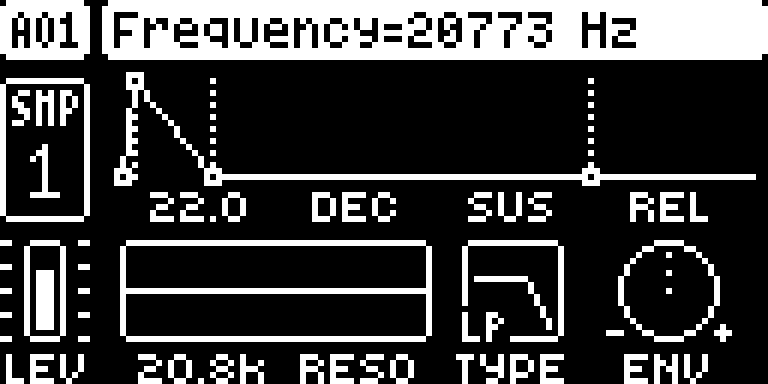 A01 Frequency=20773 Hz
SMP
1
22.0 DEC SUS REL
LP
- +
LEV 20.8k RESO TYPE ENV